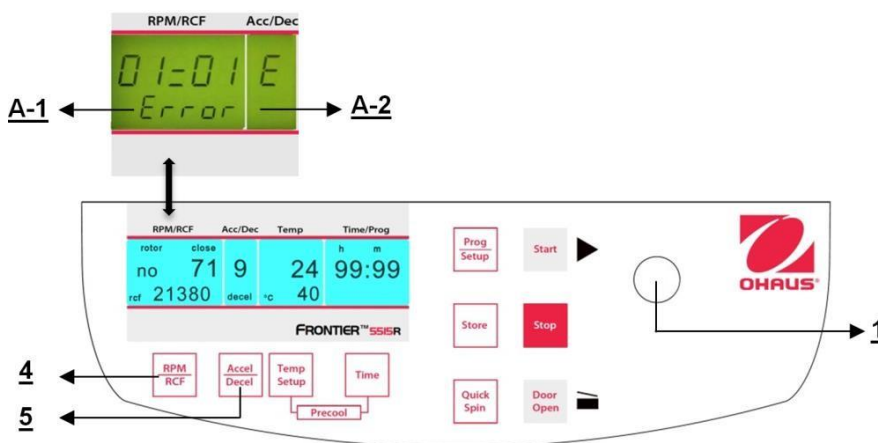 RPM/RCF Acc/Dec
01=01 E
Error
A-1
A-2
RPM/RCF Acc/Dec Temp Time/Prog
rotor close h m
no 71 9 24 99:99
rcf 21380 decel °C 40
FRONTIER™ 5515R
RPM
RCF
Accel
Decel
Temp
Setup
Time
Precool
4
5
Prog
Setup
Start
Store
Stop
Quick
Spin
Door
Open
OHAUS®
1